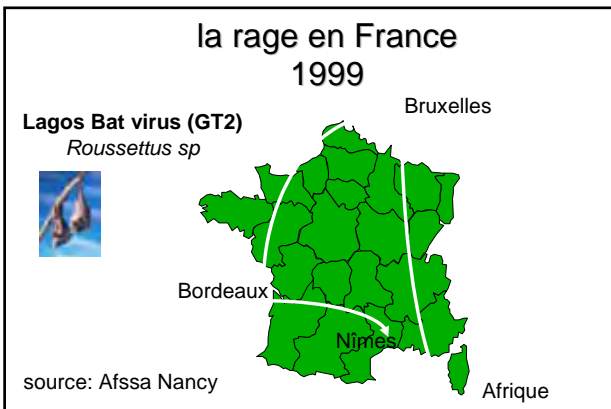 la rage en France
1999
Bruxelles
Lagos Bat virus (GT2)
Roussettus sp
Bordeaux
Nîmes
source: Afssa Nancy
Afrique